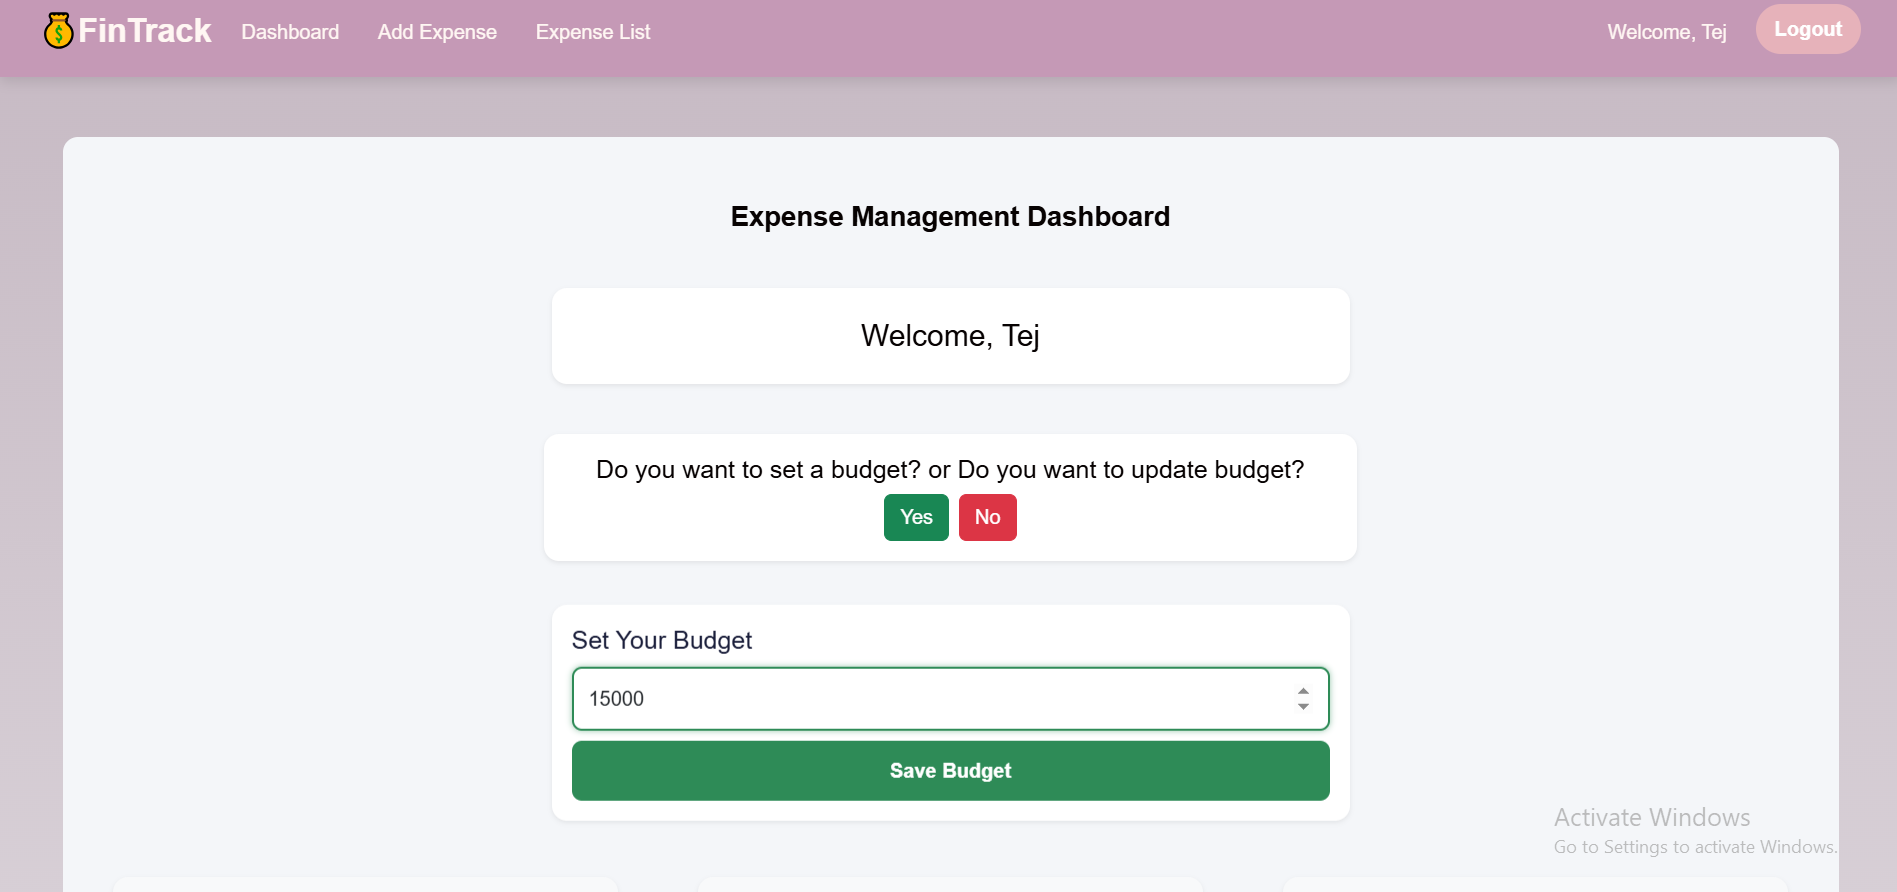 FinTrack Dashboard Add Expense Expense List Welcome, Tej Logout
Expense Management Dashboard
Welcome, Tej
Do you want to set a budget? or Do you want to update budget?
Yes No
Set Your Budget
15000
Save Budget
Activate Windows
Go to Settings to activate Windows.